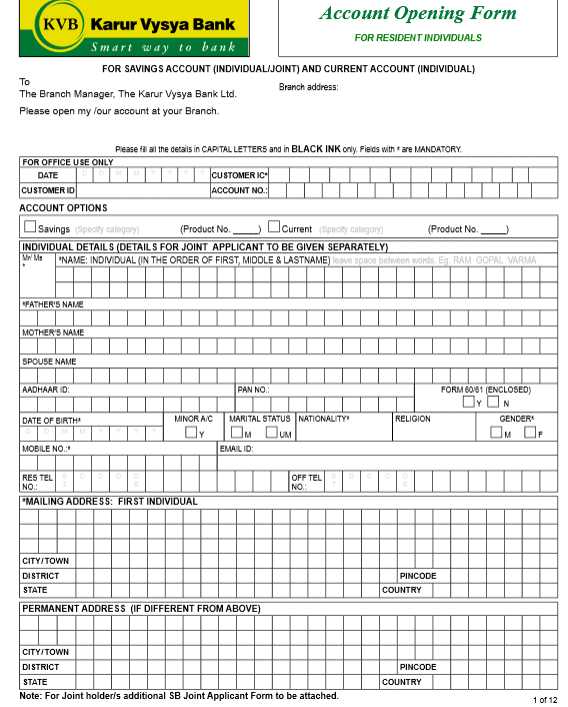 KVB Karur Vysya Bank
Smart way to bank
Account Opening Form
FOR RESIDENT INDIVIDUALS
FOR SAVINGS ACCOUNT (INDIVIDUAL/JOINT) AND CURRENT ACCOUNT (INDIVIDUAL)
To
Branch address:
The Branch Manager, The Karur Vysya Bank Ltd.
Please open my /our account at your Branch.
Please fill all the details in CAPITAL LETTERS and in BLACK INK only. Fields with * are MANDATORY.
FOR OFFICE USE ONLY
DATE D D M M Y Y Y Y CUSTOMER IC*
CUSTOMER ID ACCOUNT NO.:
ACCOUNT OPTIONS
Savings (Specify category) (Product No. _____) Current (Specify category) (Product No. _____)
INDIVIDUAL DETAILS (DETAILS FOR JOINT APPLICANT TO BE GIVEN SEPARATELY)
Mr/ Ms * *NAME: INDIVIDUAL (IN THE ORDER OF FIRST, MIDDLE & LASTNAME) leave space between words, Eg. RAM GOPAL VARMA
*FATHER'S NAME
MOTHER'S NAME
SPOUSE NAME
AADHAAR ID: PAN NO.: FORM 60/61 (ENCLOSED)
Y N
DATE OF BIRTH* MINOR A/C MARITAL STATUS NATIONALITY* RELIGION GENDER*
Y M UM M F
MOBILE NO.:* EMAIL ID:
RES TEL NO.: OFF TEL NO.:
*MAILING ADDRESS: FIRST INDIVIDUAL
CITY/TOWN
DISTRICT PINCODE
STATE COUNTRY
PERMANENT ADDRESS (IF DIFFERENT FROM ABOVE)
CITY/TOWN
DISTRICT PINCODE
STATE COUNTRY
Note: For Joint holder/s additional SB Joint Applicant Form to be attached.
1 of 12